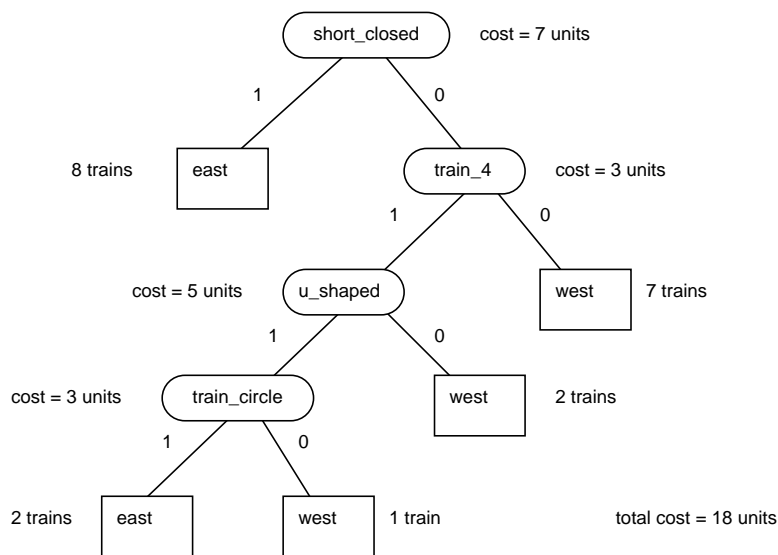 short_closed cost = 7 units
1 0
8 trains east train_4 cost = 3 units
1 0
cost = 5 units u_shaped west 7 trains
1 0
cost = 3 units train_circle west 2 trains
1 0
2 trains east west 1 train total cost = 18 units